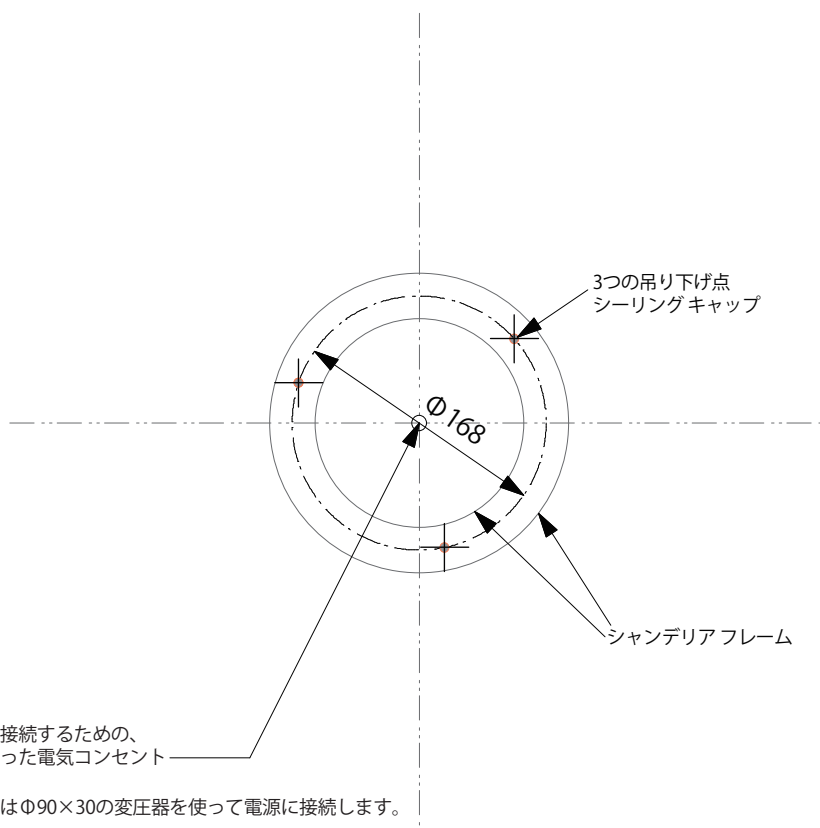 3つの吊り下げ点
シーリング キャップ
Φ168
シャンデリア フレーム
接続するための、
った電気コンセント
はΦ90×30の変圧器を使って電源に接続します。